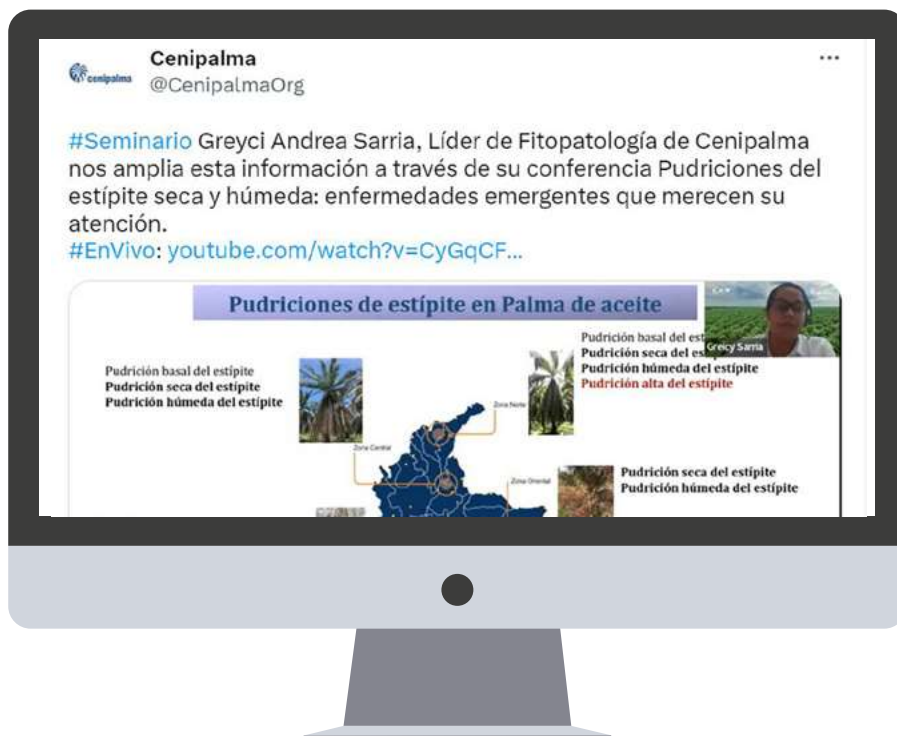 Cenipalma
@CenipalmaOrg
cenipalma
#Seminario Greyci Andrea Sarria, Líder de Fitopatología de Cenipalma
nos amplia esta información a través de su conferencia Pudriciones del
estípite seca y húmeda: enfermedades emergentes que merecen su
atención.
#EnVivo: youtube.com/watch?v=CyGqCF...
Pudriciones de estípite en Palma de aceite
Pudrición basal del estípite
Pudrición seca del estípite
Pudrición húmeda del estípite
Pudrición basal del est
Pudrición seca del es
Pudrición húmeda del estípite
Pudrición alta del estípite
Greicy Sarria
Zona Norte
Zona Central
Zona Oriental
Pudrición seca del estípite
Pudrición húmeda del estípite